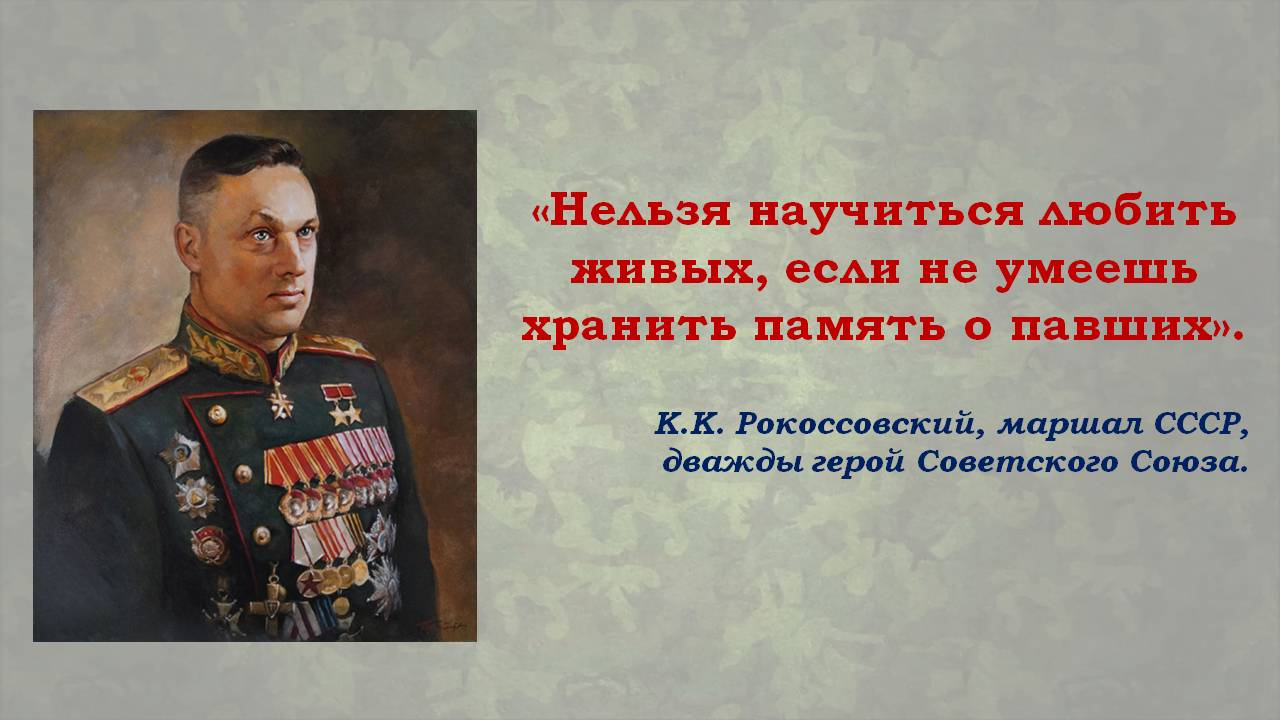 «Нельзя научиться любить
живых, если не умеешь
хранить память о павших».
К.К. Рокоссовский, маршал СССР,
дважды герой Советского Союза.